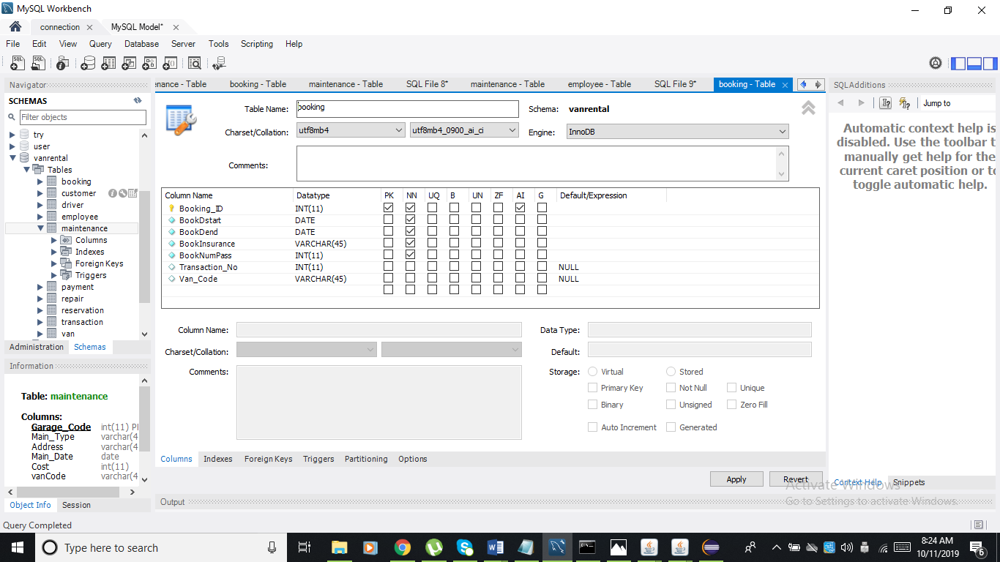 MySQL Workbench
connection
MySQL Model*
File Edit View Query Database Server Tools Scripting Help
Navigator
SCHEMAS
Filter objects
try
user
vanrental
Tables
booking
customer
driver
employee
maintenance
Columns
Indexes
Foreign Keys
Triggers
payment
repair
reservation
transaction
van
Administration Schemas
Information
Table: maintenance
Columns:
Garage_Code int(11) P
Main_Type varchar(4
Address varchar(4
Main_Date date
Cost int(11)
vanCode varchar(4
Object Info Session
Query Completed
enance - Table booking - Table maintenance - Table SQL File 8* maintenance - Table employee - Table SQL File 9* booking - Table
Table Name: booking Schema: vanrental
Charset/Collation: utf8mb4 utf8mb4_0900_ai_ci Engine: InnoDB
Comments:
Column Name Datatype PK NN UQ B UN ZF AI G Default/Expression
Booking_ID INT(11)
BookDstart DATE
BookDend DATE
BookInsurance VARCHAR(45)
BookNumPass INT(11)
Transaction_No INT(11) NULL
Van_Code VARCHAR(45) NULL
Column Name: Data Type:
Charset/Collation: Default:
Comments: Storage: Virtual Stored
Primary Key Not Null Unique
Binary Unsigned Zero Fill
Auto Increment Generated
Columns Indexes Foreign Keys Triggers Partitioning Options
Apply Revert
Output
SQLAdditions
Jump to
Automatic context help is
disabled. Use the toolbar t
manually get help for the
current caret position or to
toggle automatic help.
Context Help Snippets
Activate Windows
Go to Settings to activate Windows.
Type here to search
8:24 AM
10/11/2019
6